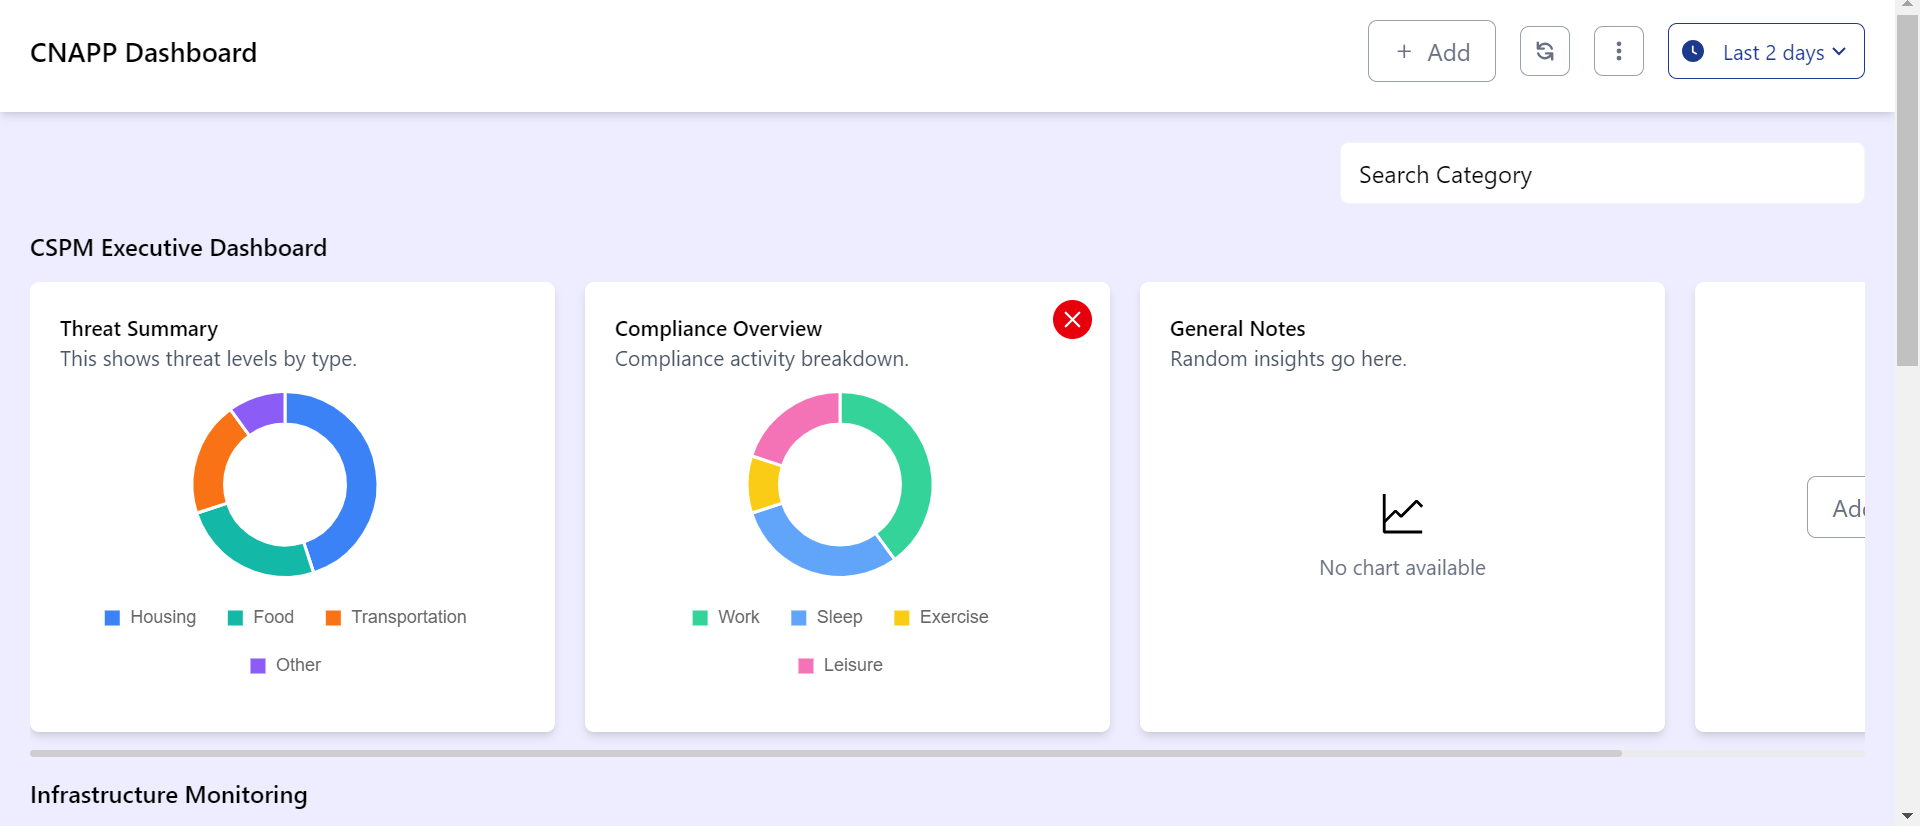 CNAPP Dashboard
+ Add
Last 2 days
Search Category
CSPM Executive Dashboard
Threat Summary
This shows threat levels by type.
Housing
Food
Transportation
Other
Compliance Overview
Compliance activity breakdown.
Work
Sleep
Exercise
Leisure
General Notes
Random insights go here.
No chart available
Add
Infrastructure Monitoring